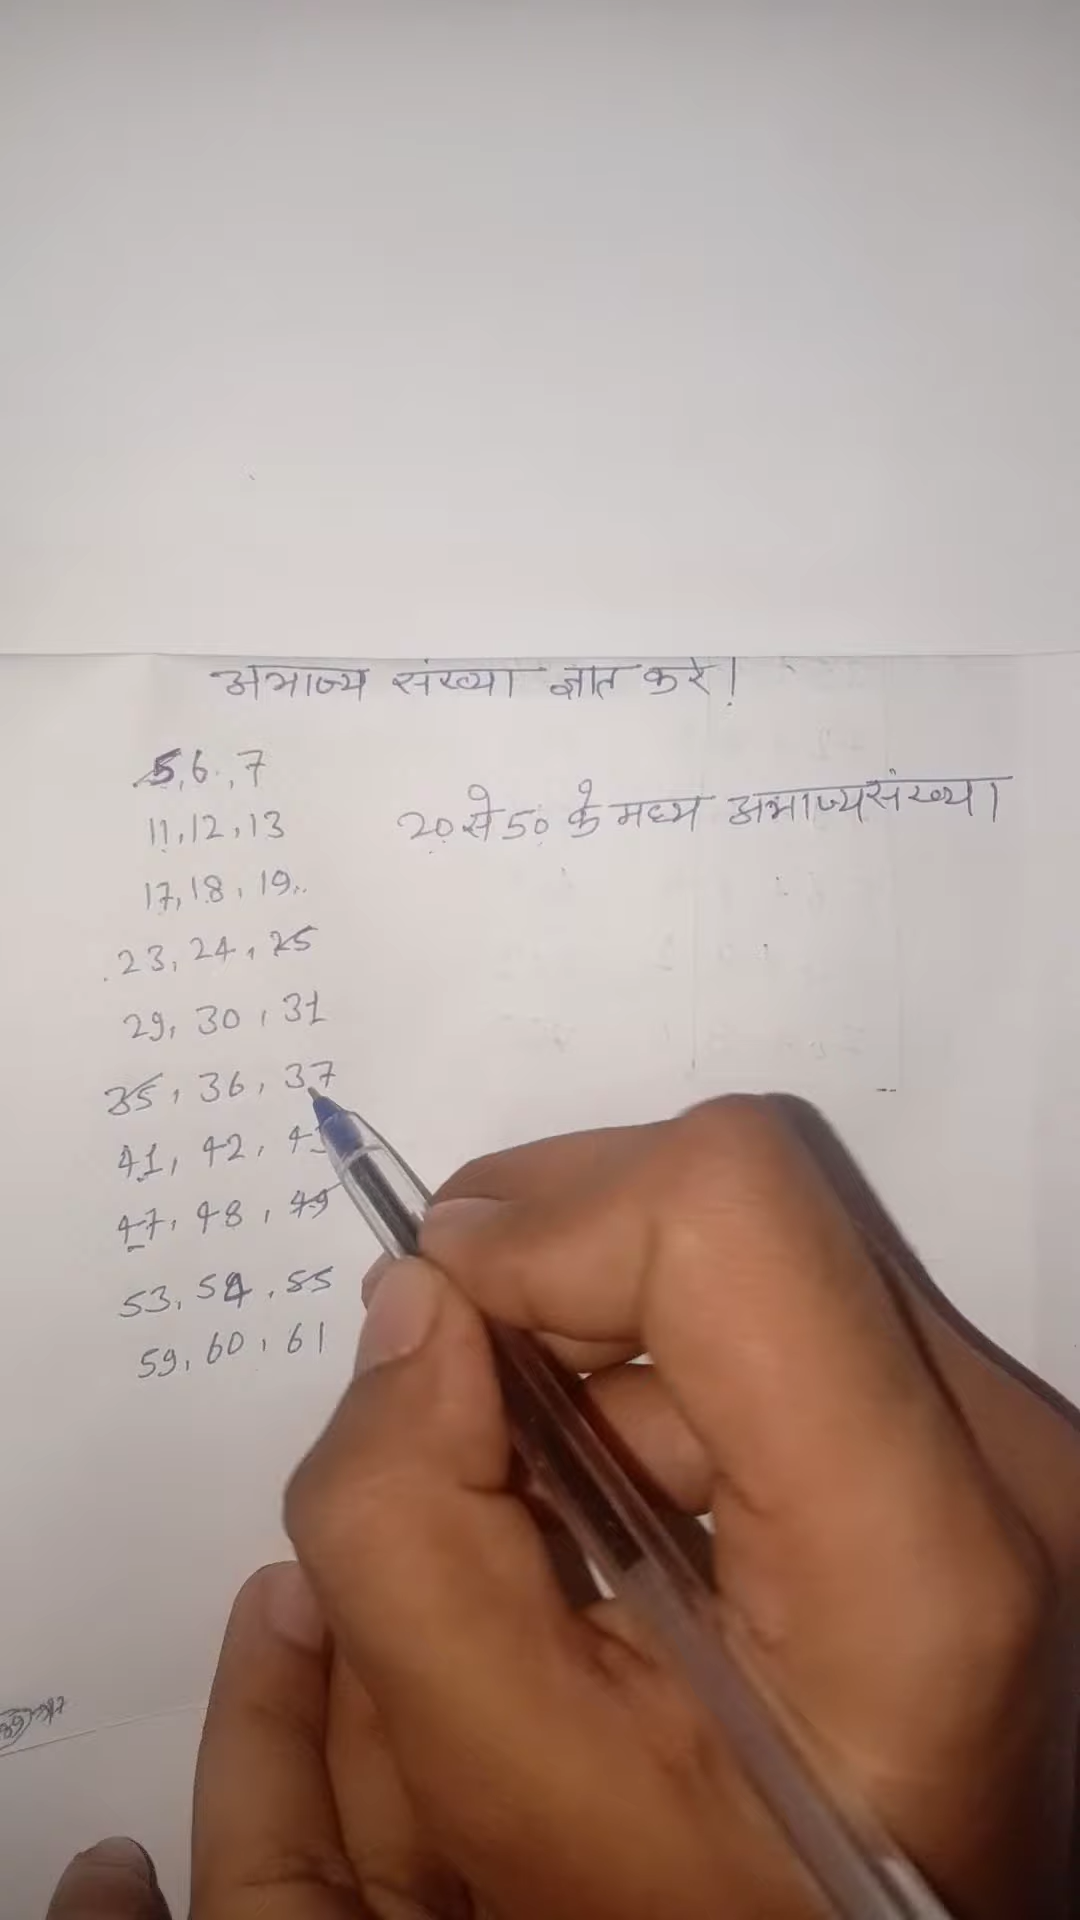 अभाज्य संख्या ज्ञात करे!
5, 6, 7
11, 12, 13
20 से 50 के मध्य अभाज्य संख्या।
17, 18, 19
23, 24, 25
29, 30, 31
35, 36, 37
41, 42, 43
47, 48, 49
53, 54, 55
59, 60, 61